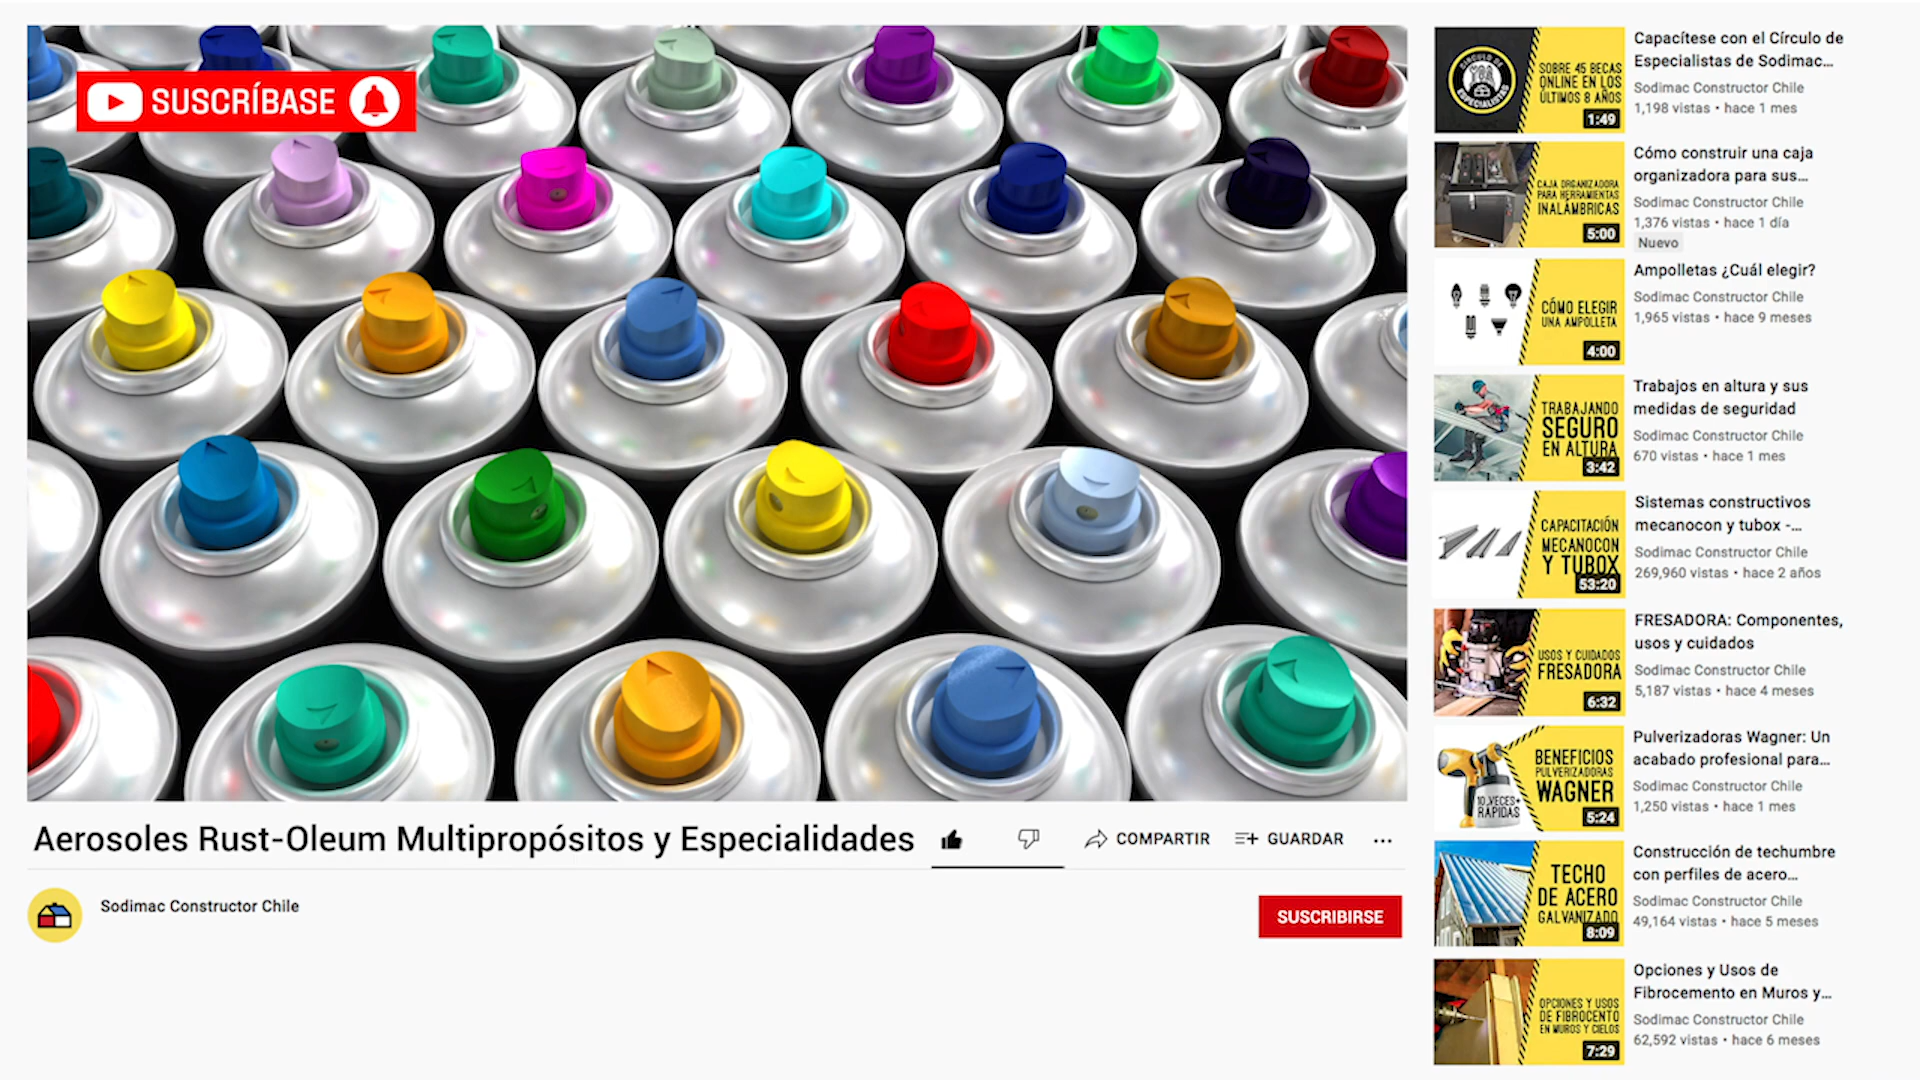 SUSCRÍBASE
Aerosoles Rust-Oleum Multipropósitos y Especialidades
COMPARTIR
GUARDAR
Sodimac Constructor Chile
SUSCRIBIRSE
CÍRCULO DE
ESPECIALISTAS
SOBRE 45 BECAS
ONLINE EN LOS
ÚLTIMOS 8 AÑOS
1:49
Capacítese con el Círculo de
Especialistas de Sodimac...
Sodimac Constructor Chile
1,198 vistas • hace 1 mes
CAJA ORGANIZADORA
PARA HERRAMIENTAS
INALÁMBRICAS
5:00
Cómo construir una caja
organizadora para sus...
Sodimac Constructor Chile
1,376 vistas • hace 1 día
Nuevo
CÓMO ELEGIR
UNA AMPOLLETA
4:00
Ampolletas ¿Cuál elegir?
Sodimac Constructor Chile
1,965 vistas • hace 9 meses
TRABAJANDO
SEGURO
EN ALTURA
3:42
Trabajos en altura y sus
medidas de seguridad
Sodimac Constructor Chile
670 vistas • hace 1 mes
CAPACITACIÓN
MECANOCON
Y TUBOX
53:20
Sistemas constructivos
mecanocon y tubox -...
Sodimac Constructor Chile
269,960 vistas • hace 2 años
USOS Y CUIDADOS
FRESADORA
6:32
FRESADORA: Componentes,
usos y cuidados
Sodimac Constructor Chile
5,187 vistas • hace 4 meses
BENEFICIOS
PULVERIZADORAS
WAGNER
10 VECES+
RÁPIDAS
5:24
Pulverizadoras Wagner: Un
acabado profesional para...
Sodimac Constructor Chile
1,250 vistas • hace 1 mes
TECHO
DE ACERO
GALVANIZADO
8:09
Construcción de techumbre
con perfiles de acero...
Sodimac Constructor Chile
49,164 vistas • hace 5 meses
OPCIONES Y USOS
DE FIBROCENTO
EN MUROS Y CIELOS
7:29
Opciones y Usos de
Fibrocemento en Muros y...
Sodimac Constructor Chile
62,592 vistas • hace 6 meses